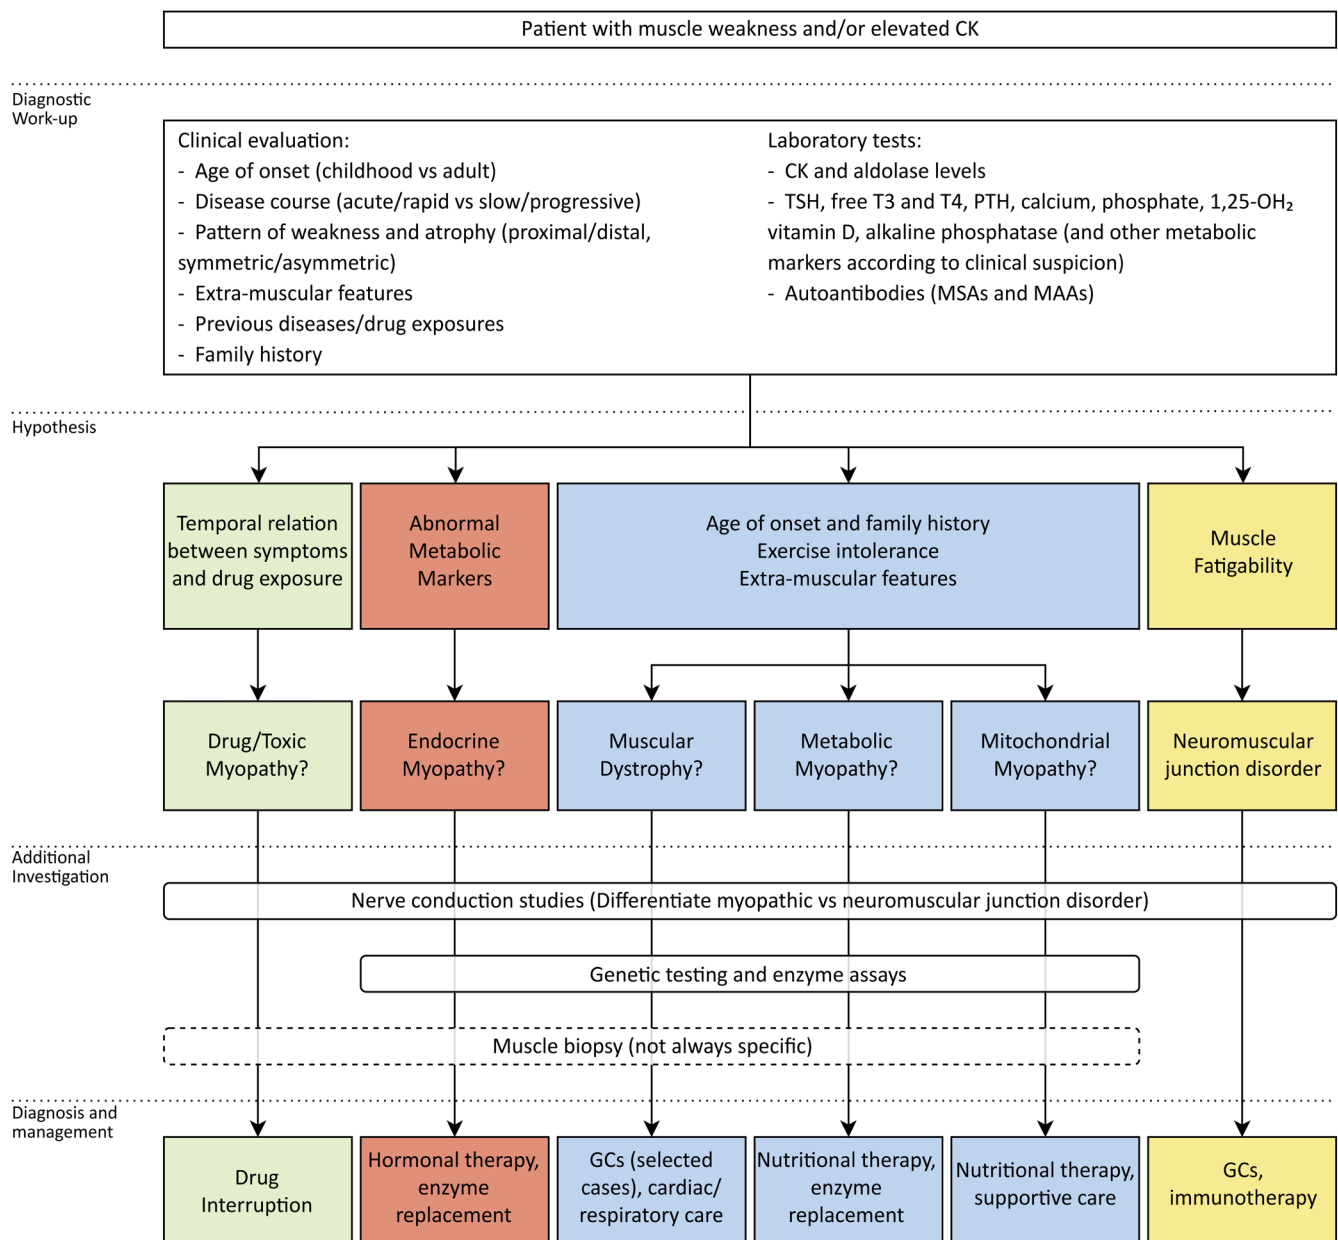 Patient with muscle weakness and/or elevated CK
Diagnostic
Work-up
Clinical evaluation:
- Age of onset (childhood vs adult)
- Disease course (acute/rapid vs slow/progressive)
- Pattern of weakness and atrophy (proximal/distal,
symmetric/asymmetric)
- Extra-muscular features
- Previous diseases/drug exposures
- Family history
Laboratory tests:
- CK and aldolase levels
- TSH, free T3 and T4, PTH, calcium, phosphate, 1,25-OH₂
vitamin D, alkaline phosphatase (and other metabolic
markers according to clinical suspicion)
- Autoantibodies (MSAs and MAAs)
Hypothesis
Temporal relation
between symptoms
and drug exposure
Abnormal
Metabolic
Markers
Age of onset and family history
Exercise intolerance
Extra-muscular features
Muscle
Fatigability
Drug/Toxic
Myopathy?
Endocrine
Myopathy?
Muscular
Dystrophy?
Metabolic
Myopathy?
Mitochondrial
Myopathy?
Neuromuscular
junction disorder
Additional
Investigation
Nerve conduction studies (Differentiate myopathic vs neuromuscular junction disorder)
Genetic testing and enzyme assays
Muscle biopsy (not always specific)
Diagnosis and
management
Drug
Interruption
Hormonal therapy,
enzyme
replacement
GCs (selected
cases), cardiac/
respiratory care
Nutritional therapy,
enzyme
replacement
Nutritional therapy,
supportive care
GCs,
immunotherapy